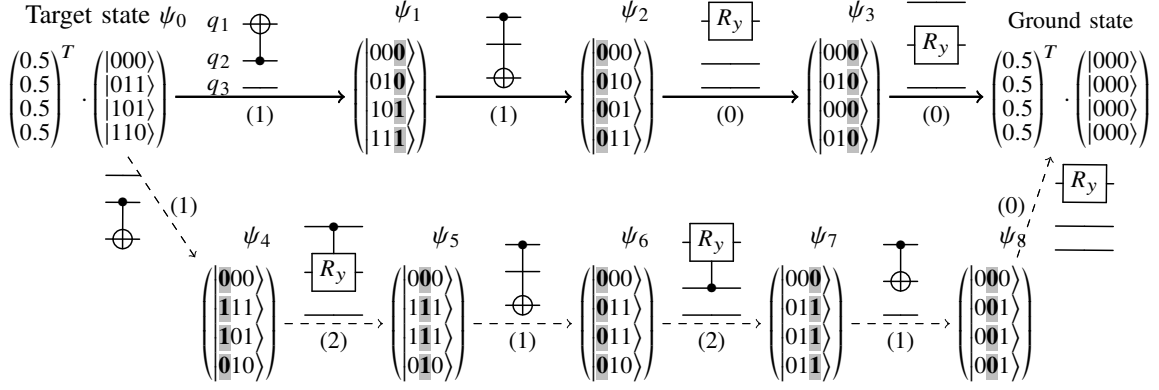 Target state ψ0
q1
q2
q3
(0.5 0.5 0.5 0.5)^T · (|000⟩ |011⟩ |101⟩ |110⟩)
(1)
ψ1
|000⟩
|010⟩
|101⟩
|111⟩
(1)
ψ2
|000⟩
|010⟩
|001⟩
|011⟩
Ry
(0)
ψ3
|000⟩
|010⟩
|000⟩
|010⟩
Ry
(0)
Ground state
(0.5 0.5 0.5 0.5)^T · (|000⟩ |000⟩ |000⟩ |000⟩)
(1)
ψ4
|000⟩
|111⟩
|101⟩
|010⟩
Ry
(2)
ψ5
|000⟩
|111⟩
|111⟩
|010⟩
(1)
ψ6
|000⟩
|011⟩
|011⟩
|010⟩
Ry
(2)
ψ7
|000⟩
|011⟩
|011⟩
|011⟩
(1)
ψ8
|000⟩
|001⟩
|001⟩
|001⟩
(0)
Ry